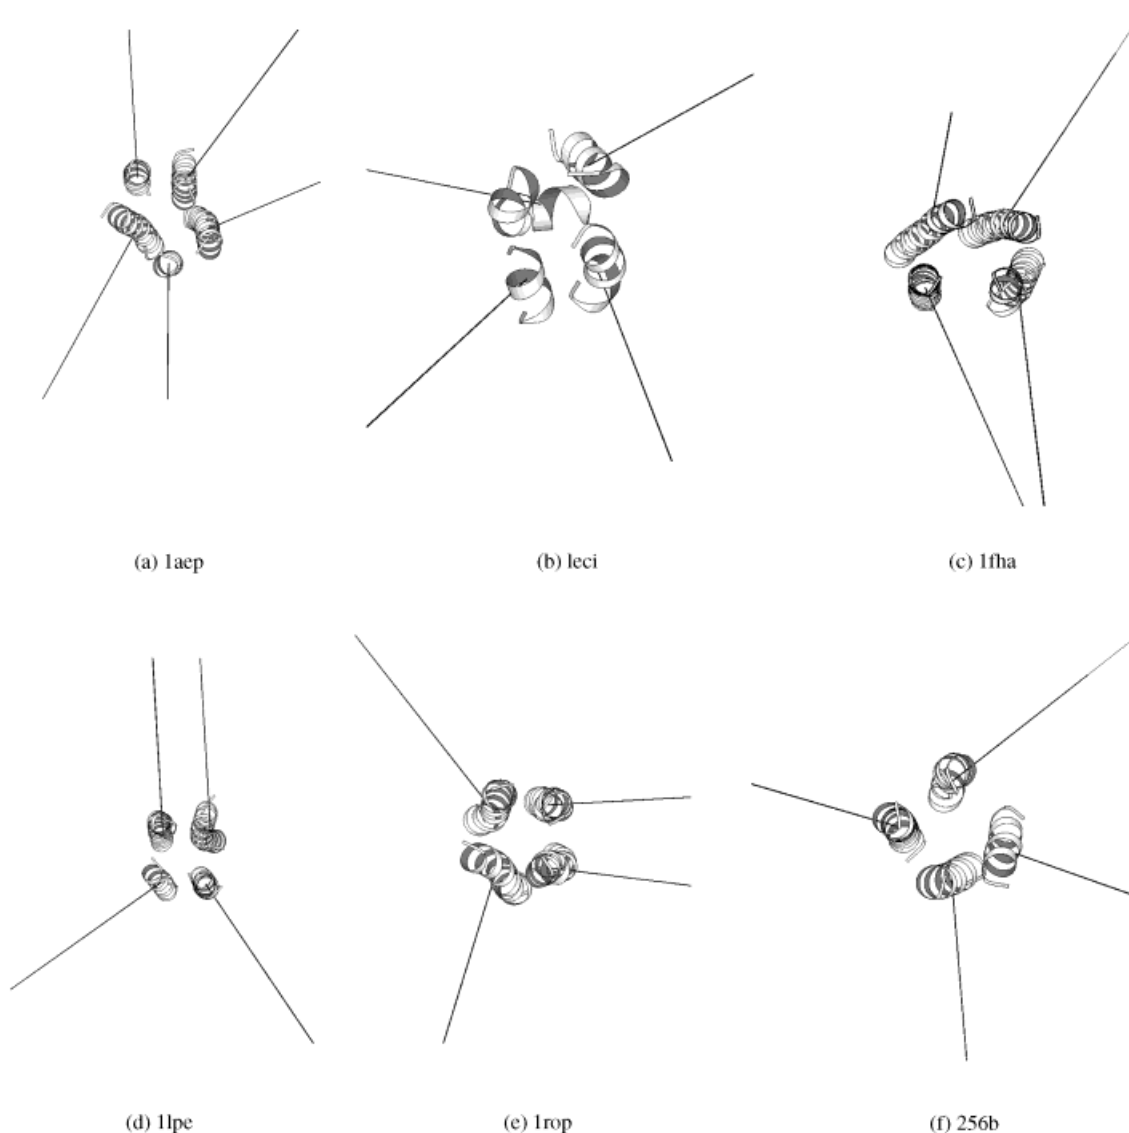 (a) 1aep
(b) leci
(c) 1fha
(d) 1lpe
(e) 1rop
(f) 256b